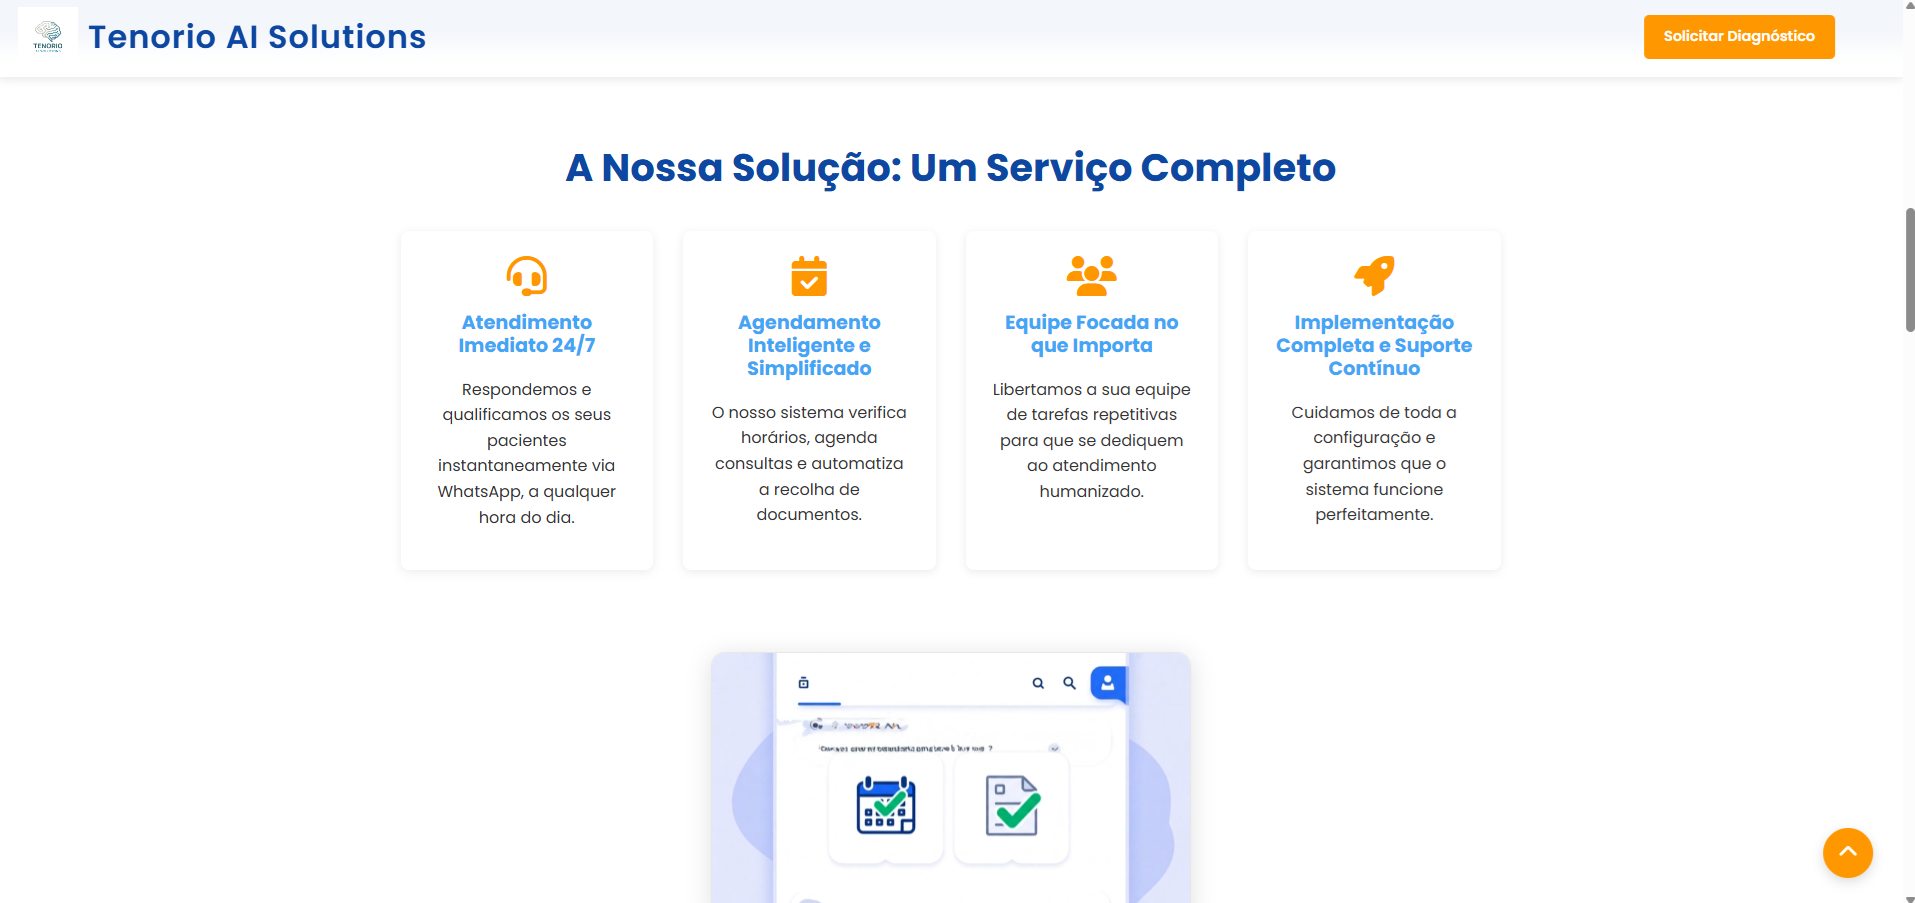 TENORIO
Tenorio AI Solutions
Solicitar Diagnóstico
A Nossa Solução: Um Serviço Completo
Atendimento
Imediato 24/7
Respondemos e
qualificamos os seus
pacientes
instantaneamente via
WhatsApp, a qualquer
hora do dia.
Agendamento
Inteligente e
Simplificado
O nosso sistema verifica
horários, agenda
consultas e automatiza
a recolha de
documentos.
Equipe Focada no
que Importa
Libertamos a sua equipe
de tarefas repetitivas
para que se dediquem
ao atendimento
humanizado.
Implementação
Completa e Suporte
Contínuo
Cuidamos de toda a
configuração e
garantimos que o
sistema funcione
perfeitamente.